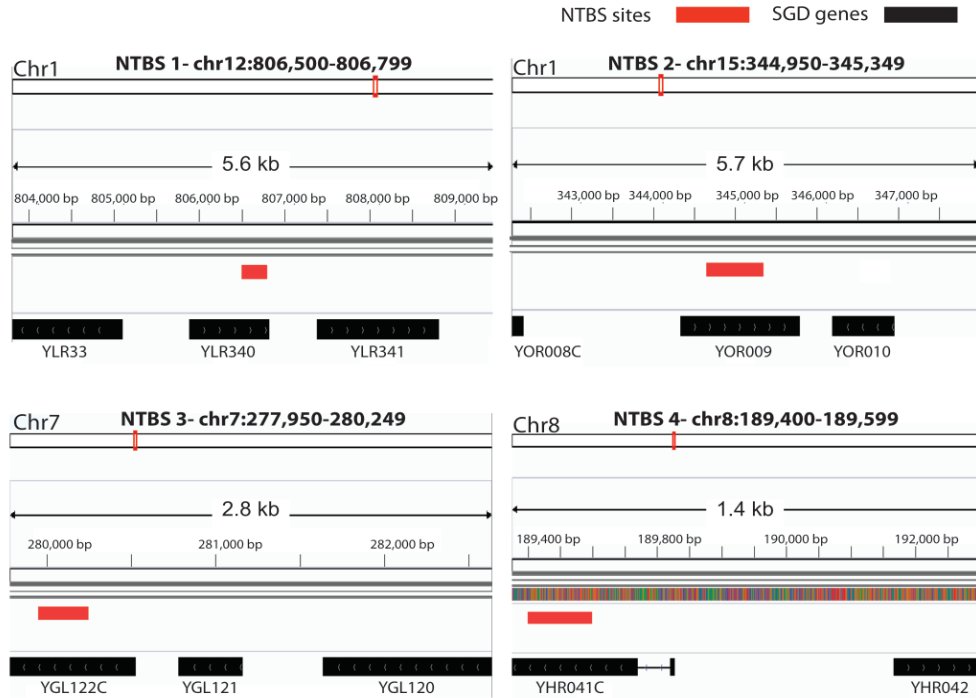 NTBS sites SGD genes
Chr1 NTBS 1- chr12:806,500-806,799
5.6 kb
804,000 bp 805,000 bp 806,000 bp 807,000 bp 808,000 bp 809,000 bp
YLR33 YLR340 YLR341
Chr1 NTBS 2- chr15:344,950-345,349
5.7 kb
343,000 bp 344,000 bp 345,000 bp 346,000 bp 347,000 bp
YOR008C YOR009 YOR010
Chr7 NTBS 3- chr7:277,950-280,249
2.8 kb
280,000 bp 281,000 bp 282,000 bp
YGL122C YGL121 YGL120
Chr8 NTBS 4- chr8:189,400-189,599
1.4 kb
189,400 bp 189,800 bp 190,000 bp 192,000 bp
YHR041C YHR042